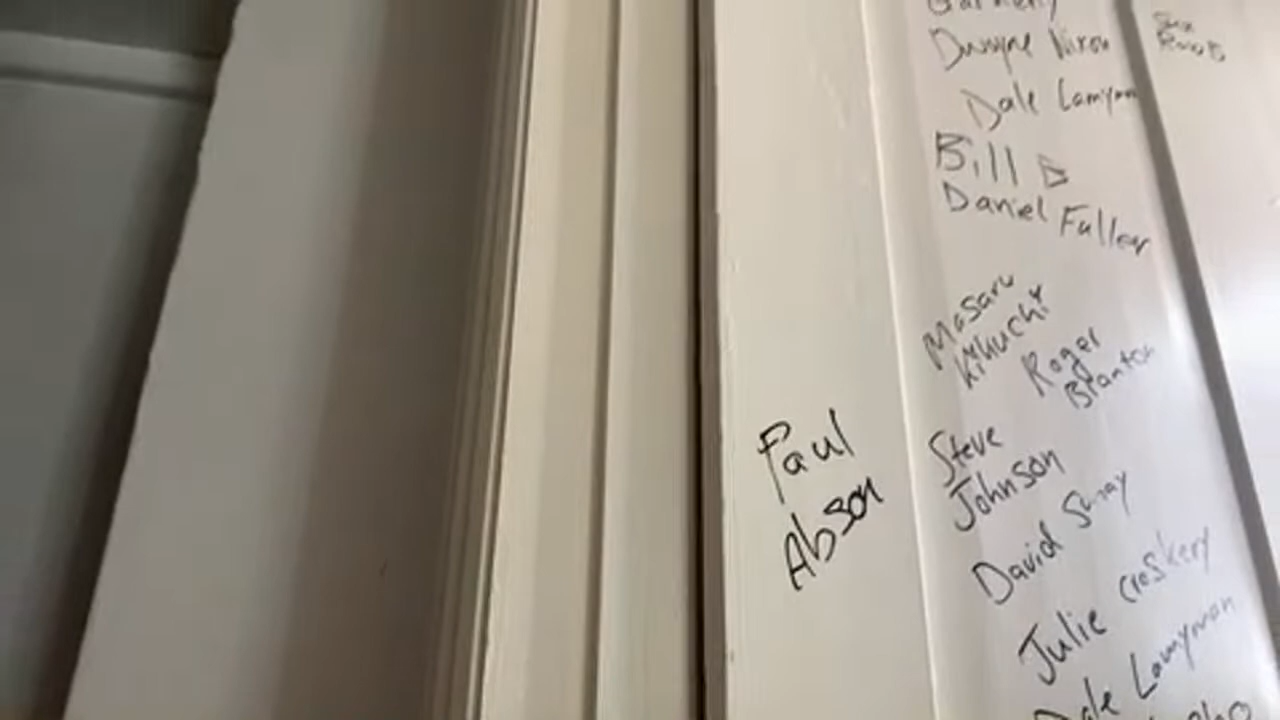 Dwayne Nixon
Dale Lamyman
Bill
Daniel Fuller
Masaru
Kikuchi
Roger
Branton
Steve
Johnson
David
Julie Croskery
Dale Lamyman
Paul
Abson